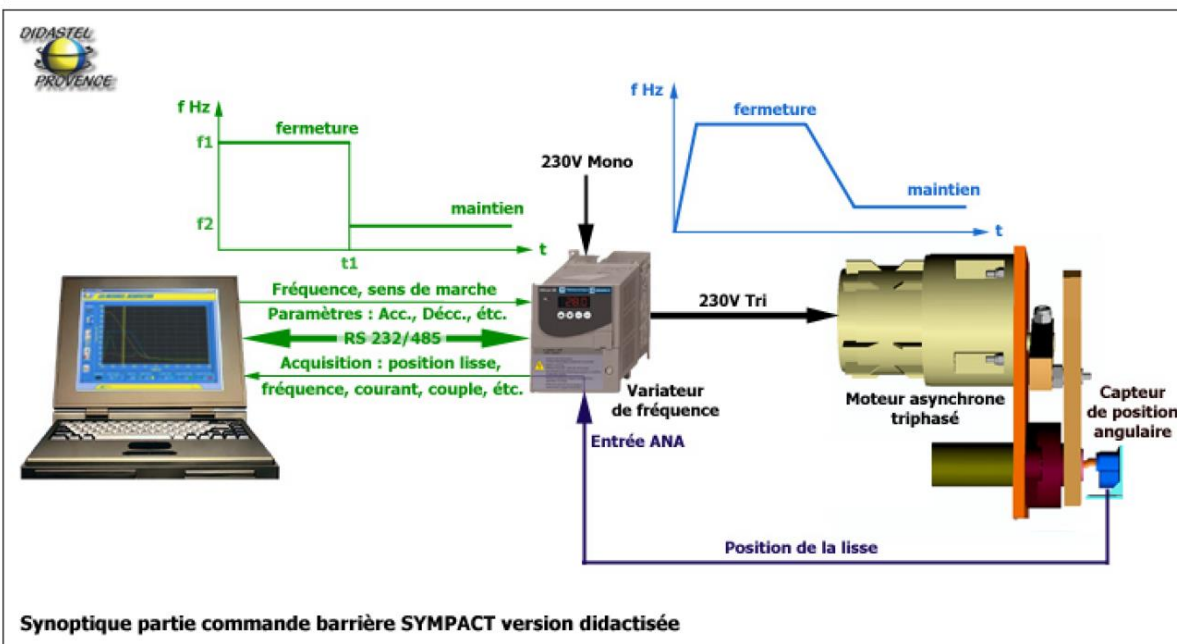 DIDASTEL
PROVENCE
f Hz
f1
fermeture
f2
maintien
t
t1
230V Mono
f Hz
fermeture
maintien
t
Fréquence, sens de marche
Paramètres : Acc., Décc., étc.
RS 232/485
Acquisition : position lisse,
fréquence, courant, couple, étc.
230V Tri
Variateur
de fréquence
Entrée ANA
Moteur asynchrone
triphasé
Capteur
de position
angulaire
Position de la lisse
Synoptique partie commande barrière SYMPACT version didactisée